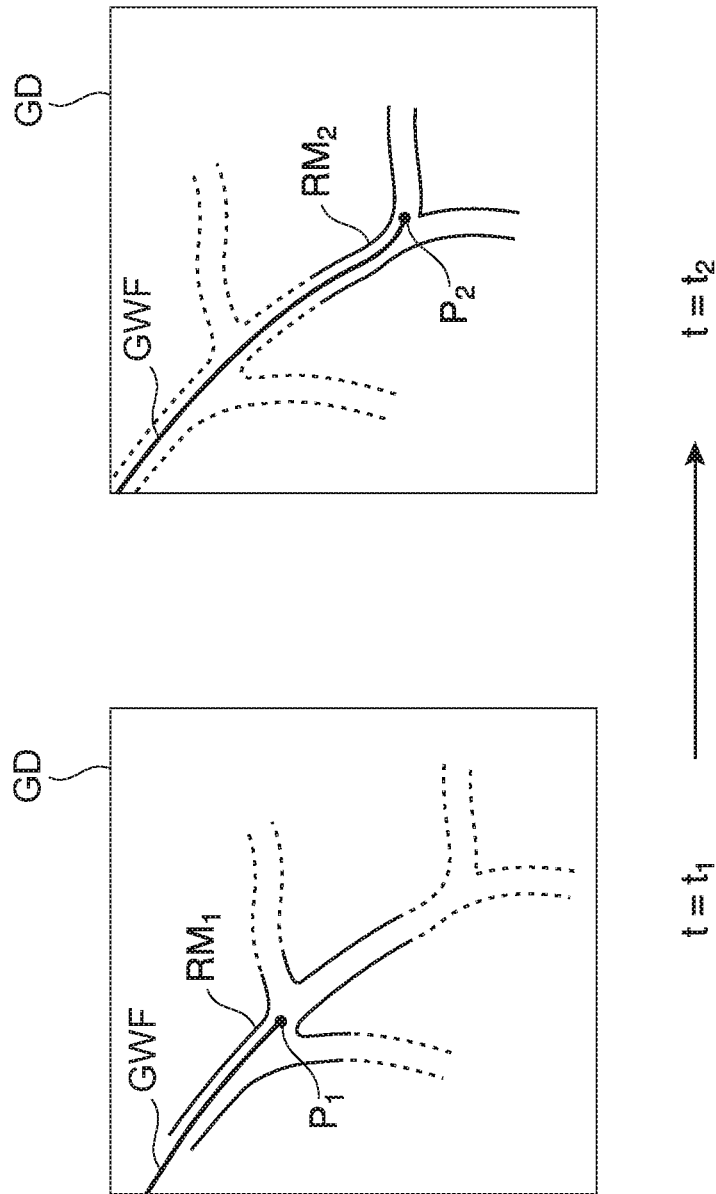 GD
GWF
RM₁
P₁
t = t₁
GD
GWF
RM₂
P₂
t = t₂